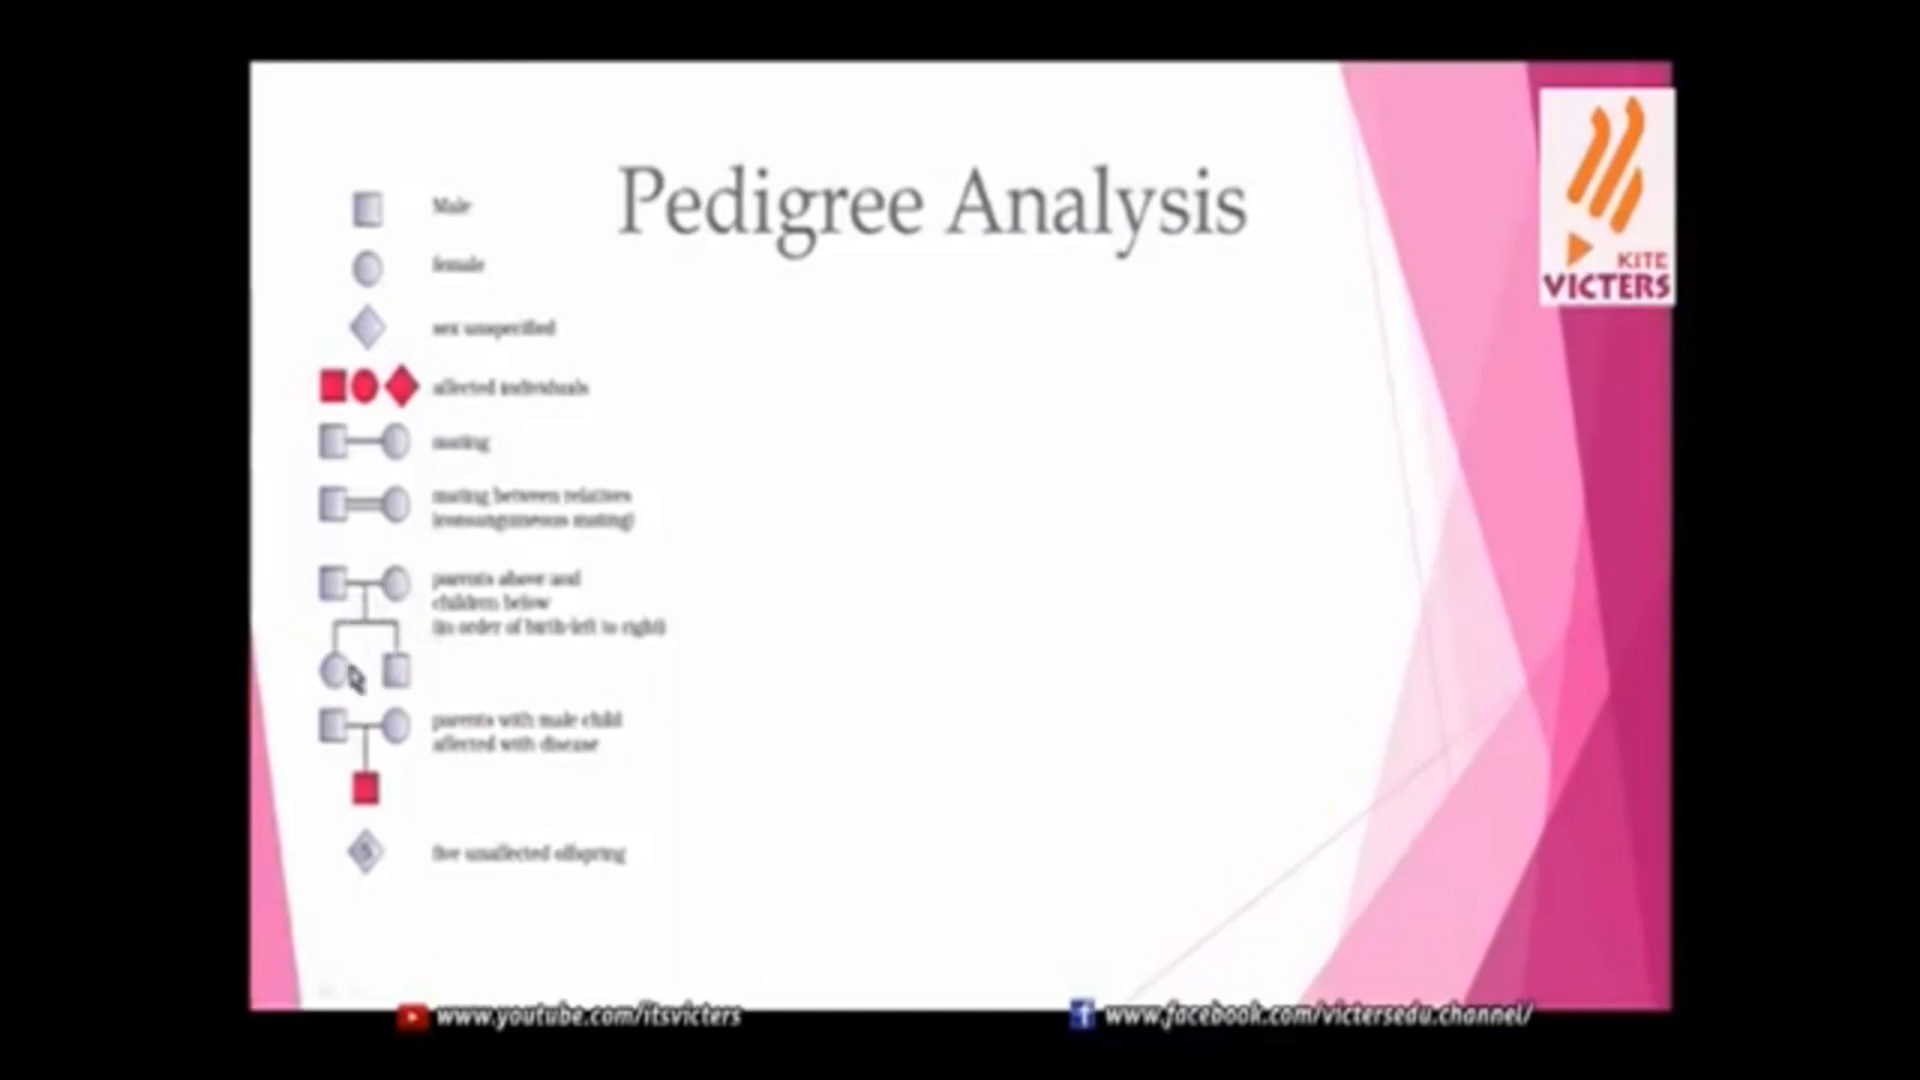 Pedigree Analysis
Male
female
sex unspecified
affected individuals
mating
mating between relatives
(consanguineous mating)
parents above and
children below
(in order of birth-left to right)
parents with male child
affected with disease
5
five unaffected offspring
KITE
VICTERS
www.youtube.com/itsvicters
www.facebook.com/victersedu.channel/